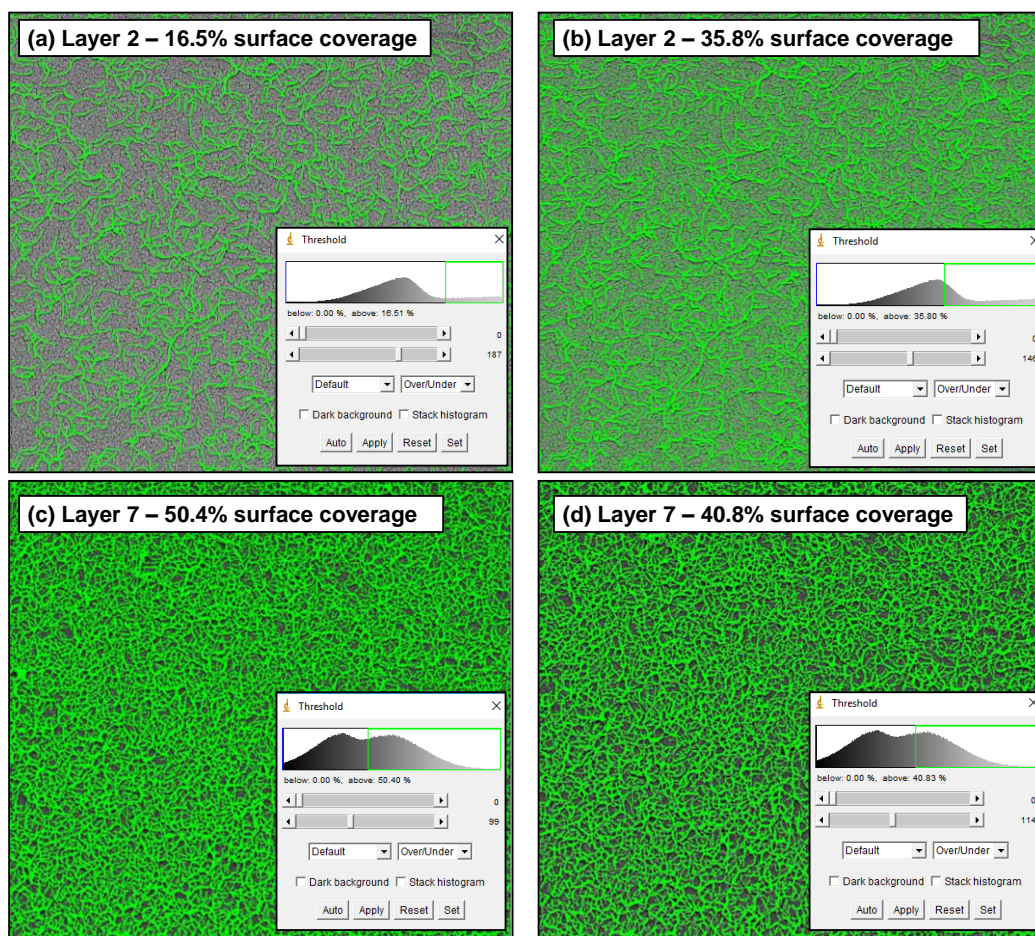 (a) Layer 2 – 16.5% surface coverage
Threshold
below: 0.00 %, above: 16.51 %
0
187
Default Over/Under
Dark background Stack histogram
Auto Apply Reset Set
(b) Layer 2 – 35.8% surface coverage
Threshold
below: 0.00 %, above: 35.80 %
0
146
Default Over/Under
Dark background Stack histogram
Auto Apply Reset Set
(c) Layer 7 – 50.4% surface coverage
Threshold
below: 0.00 %, above: 50.40 %
0
99
Default Over/Under
Dark background Stack histogram
Auto Apply Reset Set
(d) Layer 7 – 40.8% surface coverage
Threshold
below: 0.00 %, above: 40.83 %
0
114
Default Over/Under
Dark background Stack histogram
Auto Apply Reset Set